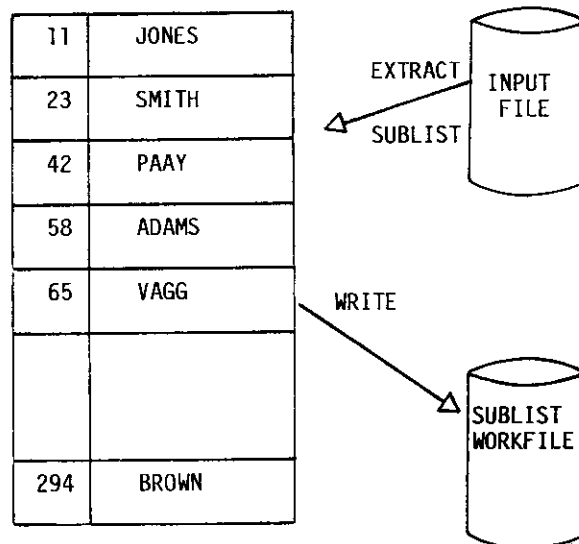 11 JONES
23 SMITH
42 PAAY
58 ADAMS
65 VAGG
294 BROWN
EXTRACT
SUBLIST
INPUT
FILE
WRITE
SUBLIST
WORKFILE